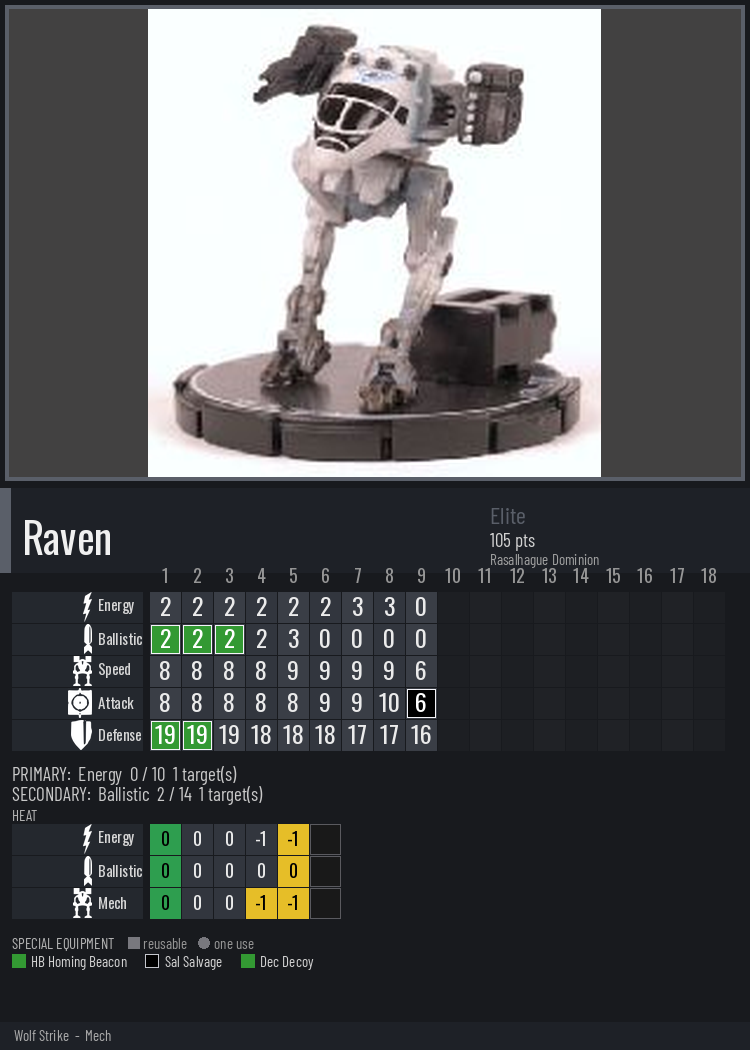 Raven
Elite
105 pts
Rasalhague Dominion
1 2 3 4 5 6 7 8 9 10 11 12 13 14 15 16 17 18
Energy 2 2 2 2 2 2 3 3 0
Ballistic 2 2 2 2 3 0 0 0 0
Speed 8 8 8 8 9 9 9 9 6
Attack 8 8 8 8 8 9 9 10 6
Defense 19 19 19 18 18 18 17 17 16
PRIMARY: Energy 0 / 10 1 target(s)
SECONDARY: Ballistic 2 / 14 1 target(s)
HEAT
Energy 0 0 0 -1 -1
Ballistic 0 0 0 0 0
Mech 0 0 0 -1 -1
SPECIAL EQUIPMENT reusable one use
HB Homing Beacon Sal Salvage Dec Decoy
Wolf Strike - Mech